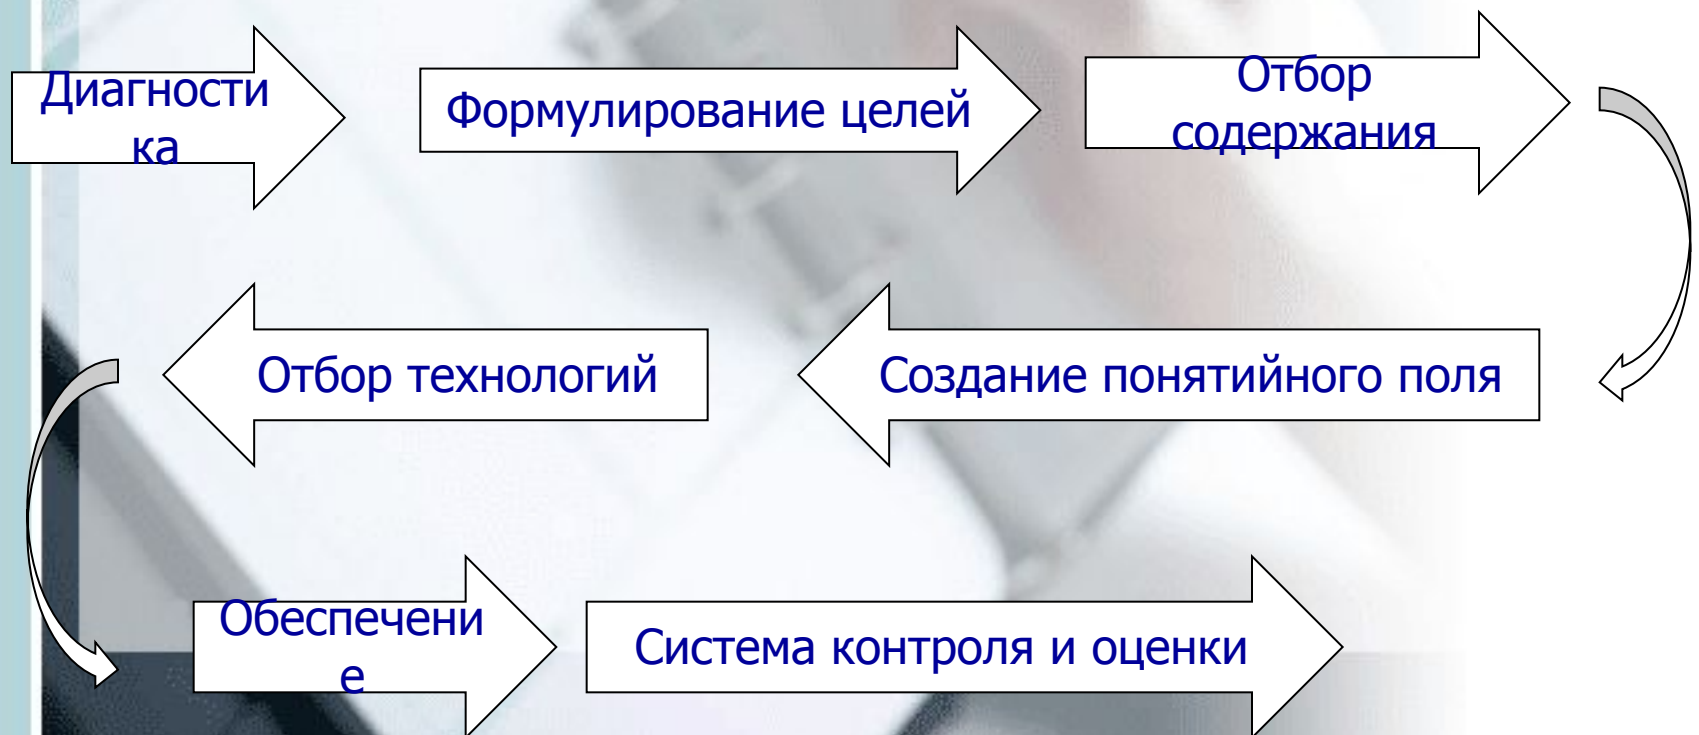 Диагности
ка
Формулирование целей
Отбор
содержания
Создание понятийного поля
Отбор технологий
Обеспечени
е
Система контроля и оценки